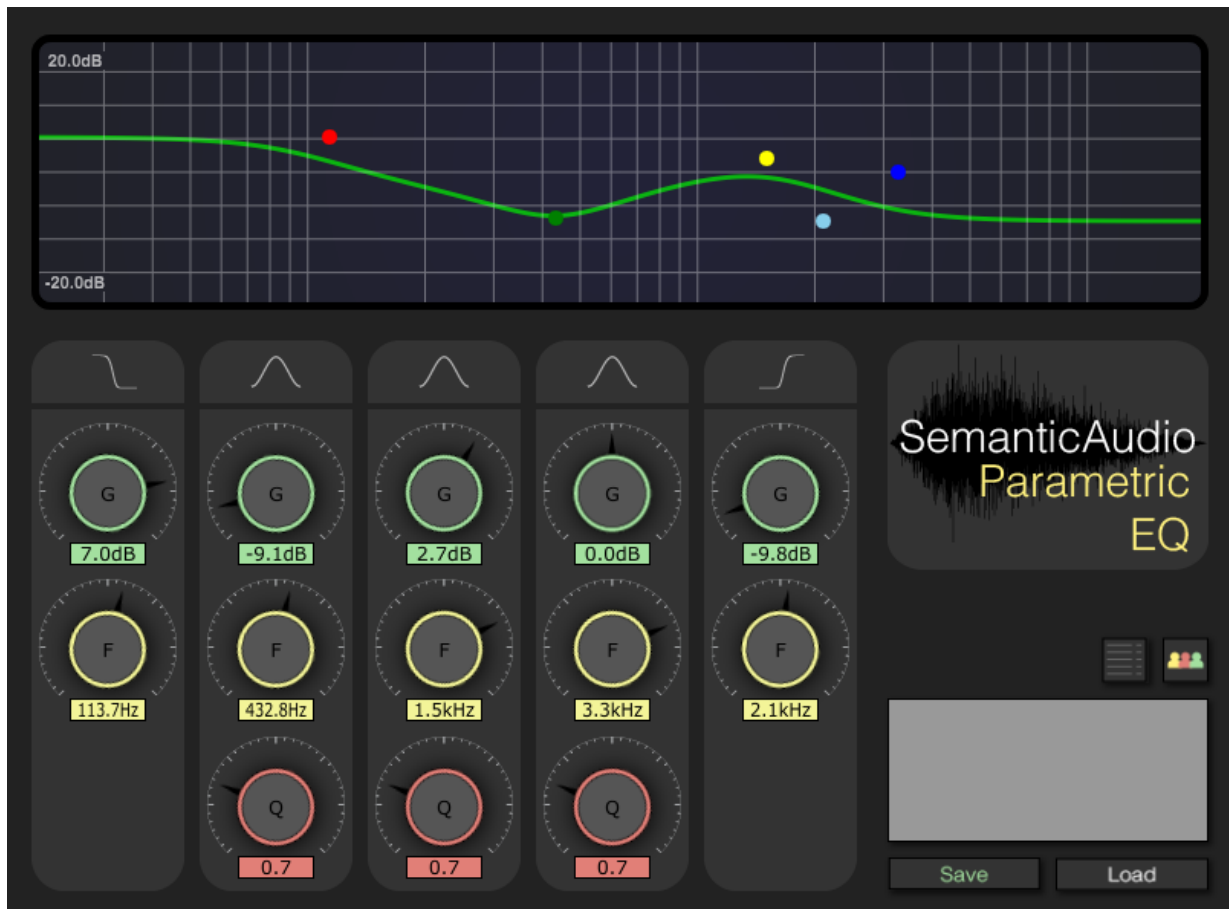 20.0dB
-20.0dB
SemanticAudio
Parametric
EQ
G G G G G
7.0dB -9.1dB 2.7dB 0.0dB -9.8dB
F F F F F
113.7Hz 432.8Hz 1.5kHz 3.3kHz 2.1kHz
Q Q Q
0.7 0.7 0.7
Save Load